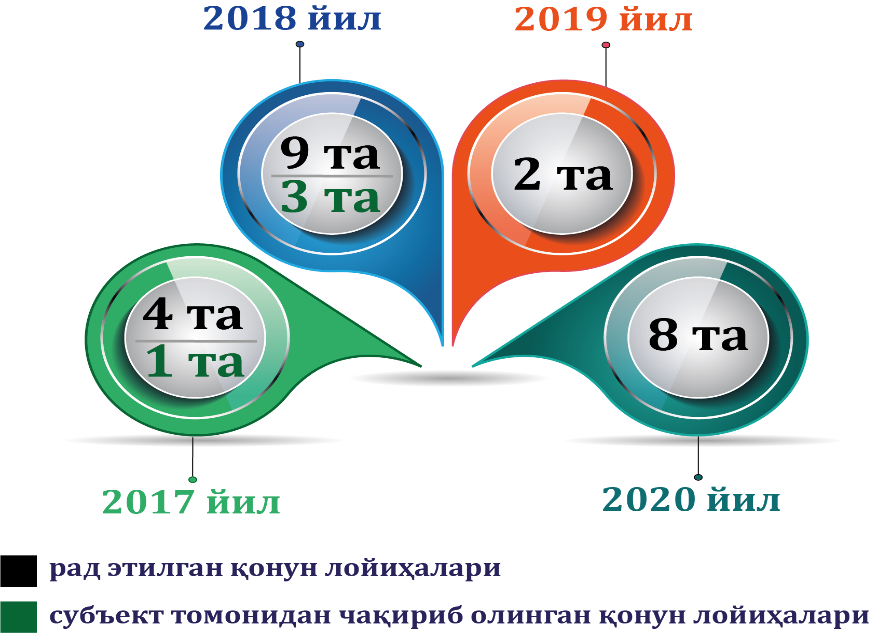 2018 йил
2019 йил
9 та
3 та
2 та
4 та
1 та
8 та
2017 йил
2020 йил
рад этилган қонун лойиҳалари
субъект томонидан чақириб олинган қонун лойиҳалари